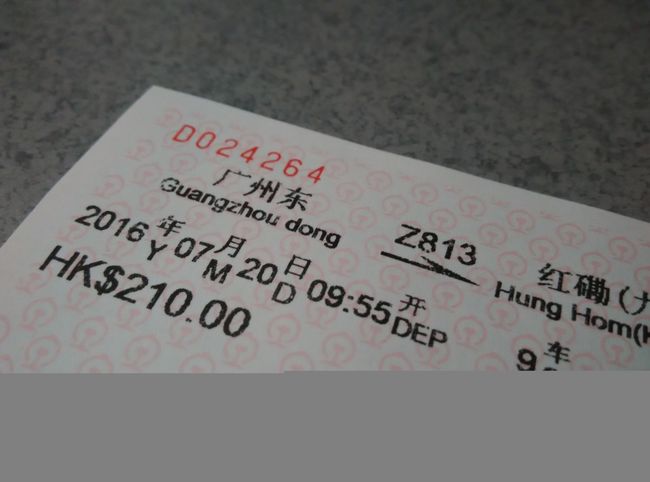 D024264
广州东 Z813 红磡(
Guangzhou dong Hung Hom(
2016年07月20日09:55开
Y M D DEP
HK$210.00 9车